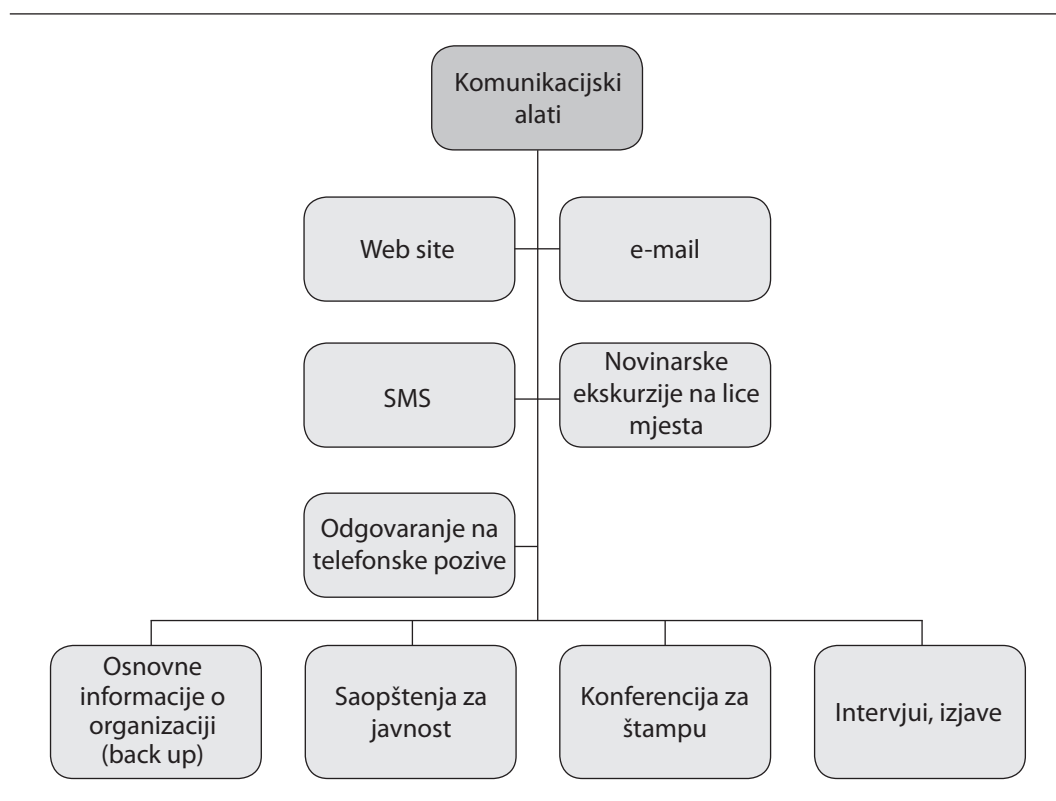 Komunikacijski
alati
Web site
e-mail
SMS
Novinarske
ekskurzije na lice
mjesta
Odgovaranje na
telefonske pozive
Osnovne
informacije o
organizaciji
(back up)
Saopštenja za
javnost
Konferencija za
štampu
Intervjui, izjave